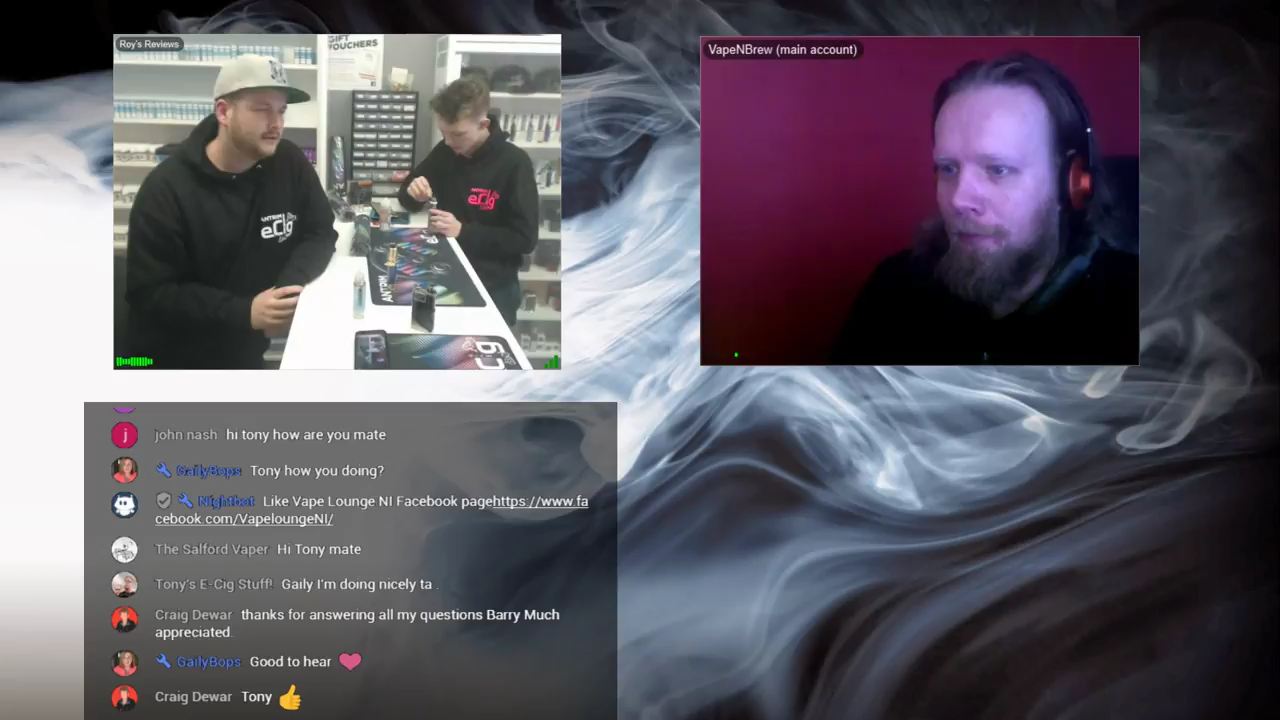 Roy's Reviews
VapeNBrew (main account)
GIFT
VOUCHERS
ANTRIM
eCig
eCig
ANTRIM
john nash hi tony how are you mate
GailyBops Tony how you doing?
Nightbot Like Vape Lounge NI Facebook pagehttps://www.fa
cebook.com/VapeloungeNI/
The Salford Vaper Hi Tony mate
Tony's E-Cig Stuff! Gaily I'm doing nicely ta .
Craig Dewar thanks for answering all my questions Barry Much
appreciated.
GailyBops Good to hear
Craig Dewar Tony